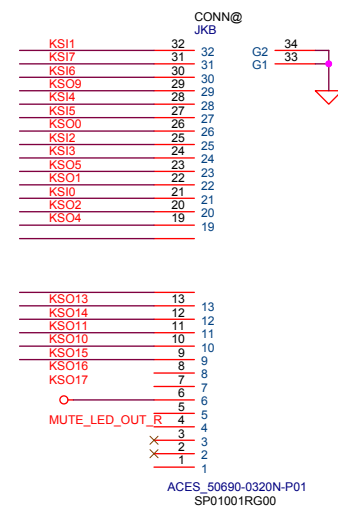 CONN@
JKB
KSI1 32 32 G2 34
KSI7 31 31 G1 33
KSI6 30 30
KSO9 29 29
KSI4 28 28
KSI5 27 27
KSO0 26 26
KSI2 25 25
KSI3 24 24
KSO5 23 23
KSO1 22 22
KSI0 21 21
KSO2 20 20
KSO4 19 19
KSO13 13 13
KSO14 12 12
KSO11 11 11
KSO10 10 10
KSO15 9 9
KSO16 8 8
KSO17 7 7
6 6
5 5
MUTE_LED_OUT_R 4 4
3 3
2 2
1 1
ACES_50690-0320N-P01
SP01001RG00